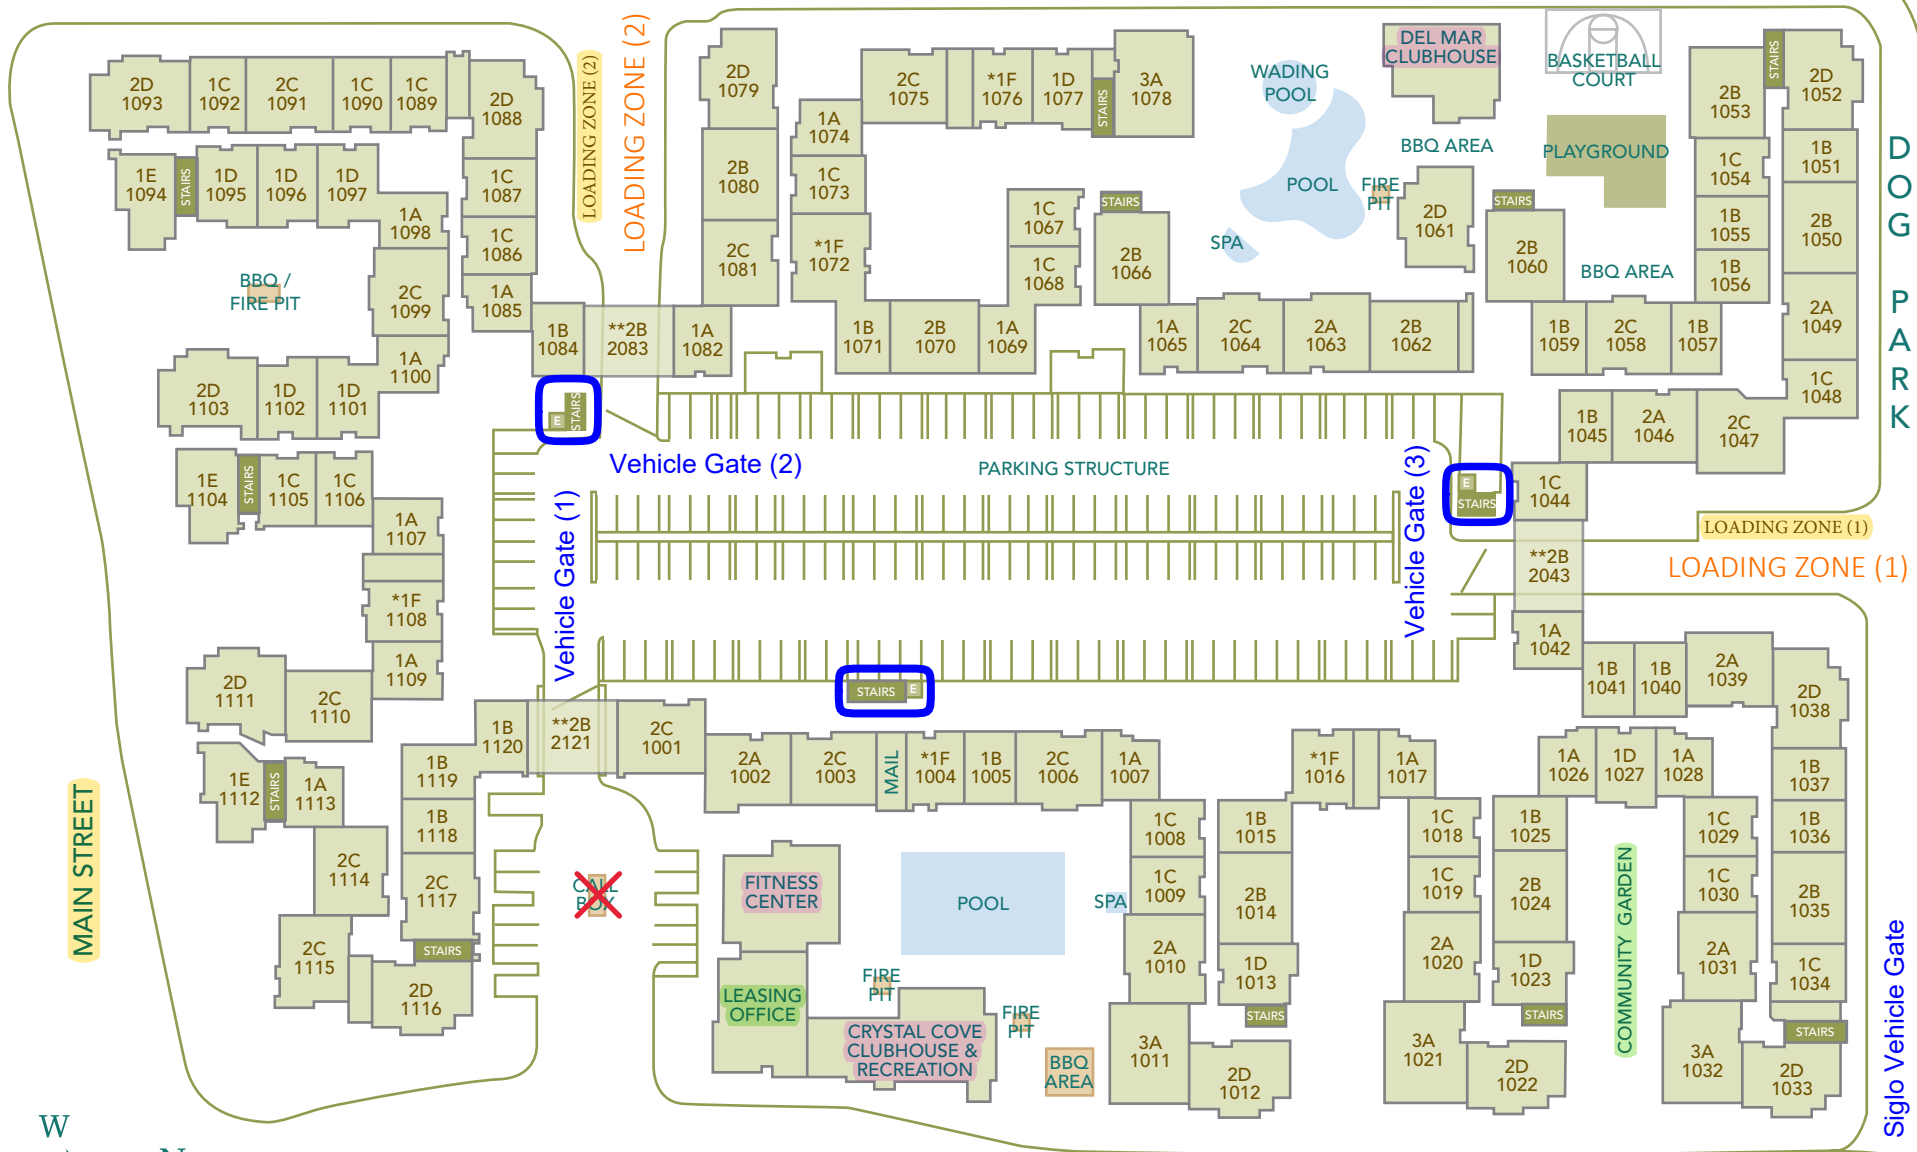 2D
1093
1C
1092
2C
1091
1C
1090
1C
1089
2D
1088
1E
1094
STAIRS
1D
1095
1D
1096
1D
1097
1A
1098
1C
1087
1C
1086
1A
1085
BBQ /
FIRE PIT
2C
1099
1A
1100
2D
1103
1D
1102
1D
1101
1B
1084
**2B
2083
1A
1082
LOADING ZONE (2)
LOADING ZONE (2)
2D
1079
2B
1080
2C
1081
2C
1075
*1F
1076
1D
1077
STAIRS
3A
1078
1A
1074
1C
1073
*1F
1072
1C
1067
1C
1068
1B
1071
2B
1070
1A
1069
STAIRS
2B
1066
1A
1065
2C
1064
2A
1063
2B
1062
WADING
POOL
POOL
SPA
DEL MAR
CLUBHOUSE
BBQ AREA
FIRE
PIT
2D
1061
BASKETBALL
COURT
PLAYGROUND
STAIRS
2B
1060
BBQ AREA
1B
1059
2C
1058
1B
1057
2B
1053
STAIRS
2D
1052
1C
1054
1B
1055
1B
1056
1B
1051
2B
1050
2A
1049
1C
1048
DOG PARK
1B
1045
2A
1046
2C
1047
1C
1044
**2B
2043
1A
1042
LOADING ZONE (1)
LOADING ZONE (1)
E
STAIRS
Vehicle Gate (2)
PARKING STRUCTURE
Vehicle Gate (1)
Vehicle Gate (3)
E
STAIRS
STAIRS
E
1E
1104
STAIRS
1C
1105
1C
1106
1A
1107
*1F
1108
1A
1109
2D
1111
2C
1110
1E
1112
STAIRS
1A
1113
2C
1114
2C
1115
2D
1116
STAIRS
2C
1117
1B
1118
1B
1119
1B
1120
**2B
2121
2C
1001
MAIN STREET
CALL
BOX
2A
1002
2C
1003
MAIL
*1F
1004
1B
1005
2C
1006
1A
1007
1C
1008
1C
1009
2A
1010
3A
1011
2D
1012
STAIRS
1D
1013
2B
1014
1B
1015
*1F
1016
1A
1017
1C
1018
1C
1019
2A
1020
3A
1021
2D
1022
STAIRS
1D
1023
2B
1024
1B
1025
1A
1026
1D
1027
1A
1028
1C
1029
1C
1030
2A
1031
3A
1032
2D
1033
STAIRS
1C
1034
2B
1035
1B
1036
1B
1037
2D
1038
2A
1039
1B
1040
1B
1041
FITNESS
CENTER
POOL
SPA
LEASING
OFFICE
FIRE
PIT
FIRE
PIT
CRYSTAL COVE
CLUBHOUSE &
RECREATION
BBQ
AREA
COMMUNITY GARDEN
Siglo Vehicle Gate
W
N